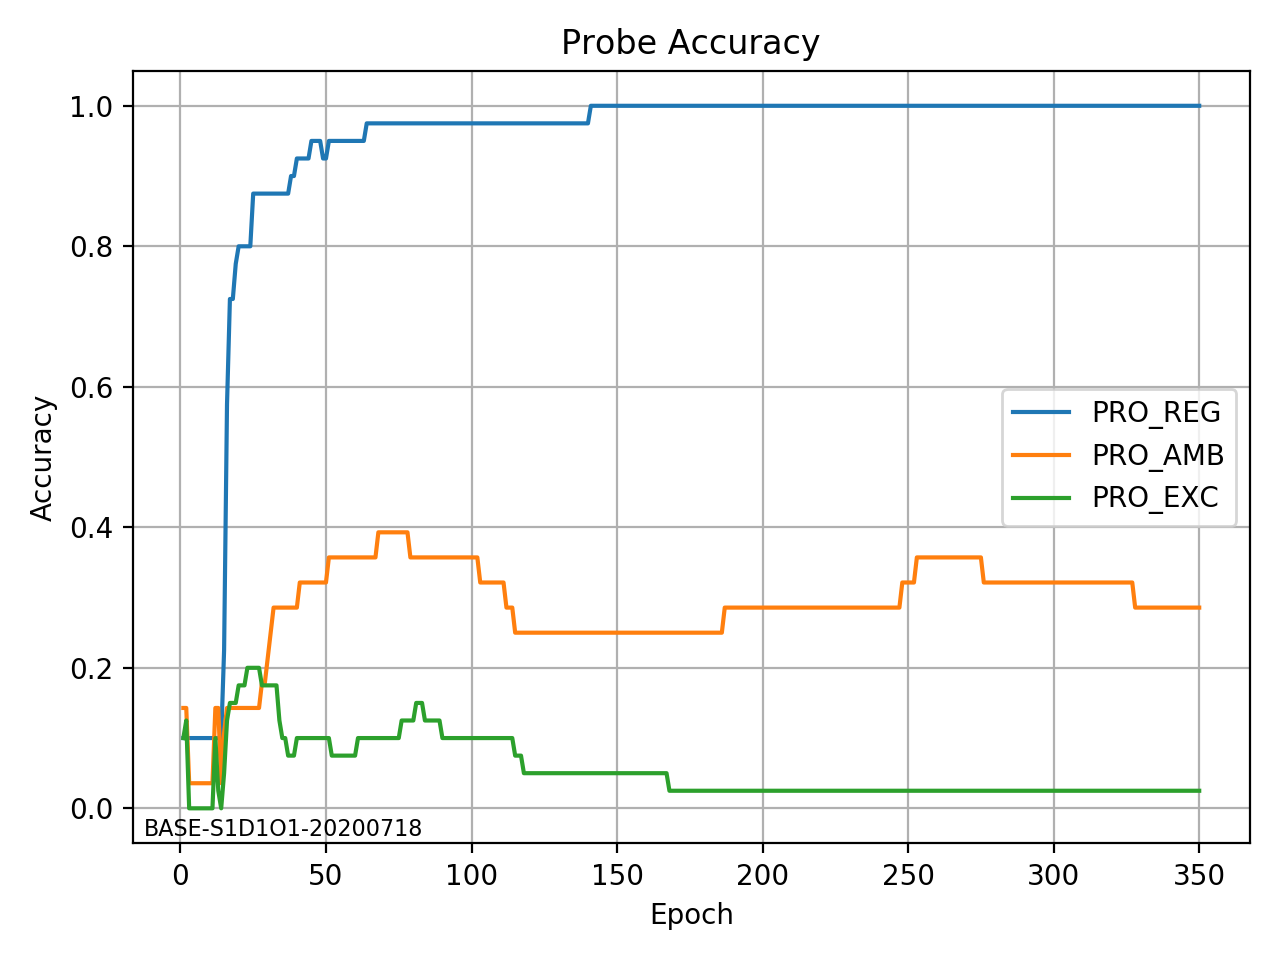 Probe Accuracy
1.0
0.8
0.6
0.4
0.2
0.0
Accuracy
PRO_REG
PRO_AMB
PRO_EXC
BASE-S1D1O1-20200718
0 50 100 150 200 250 300 350
Epoch